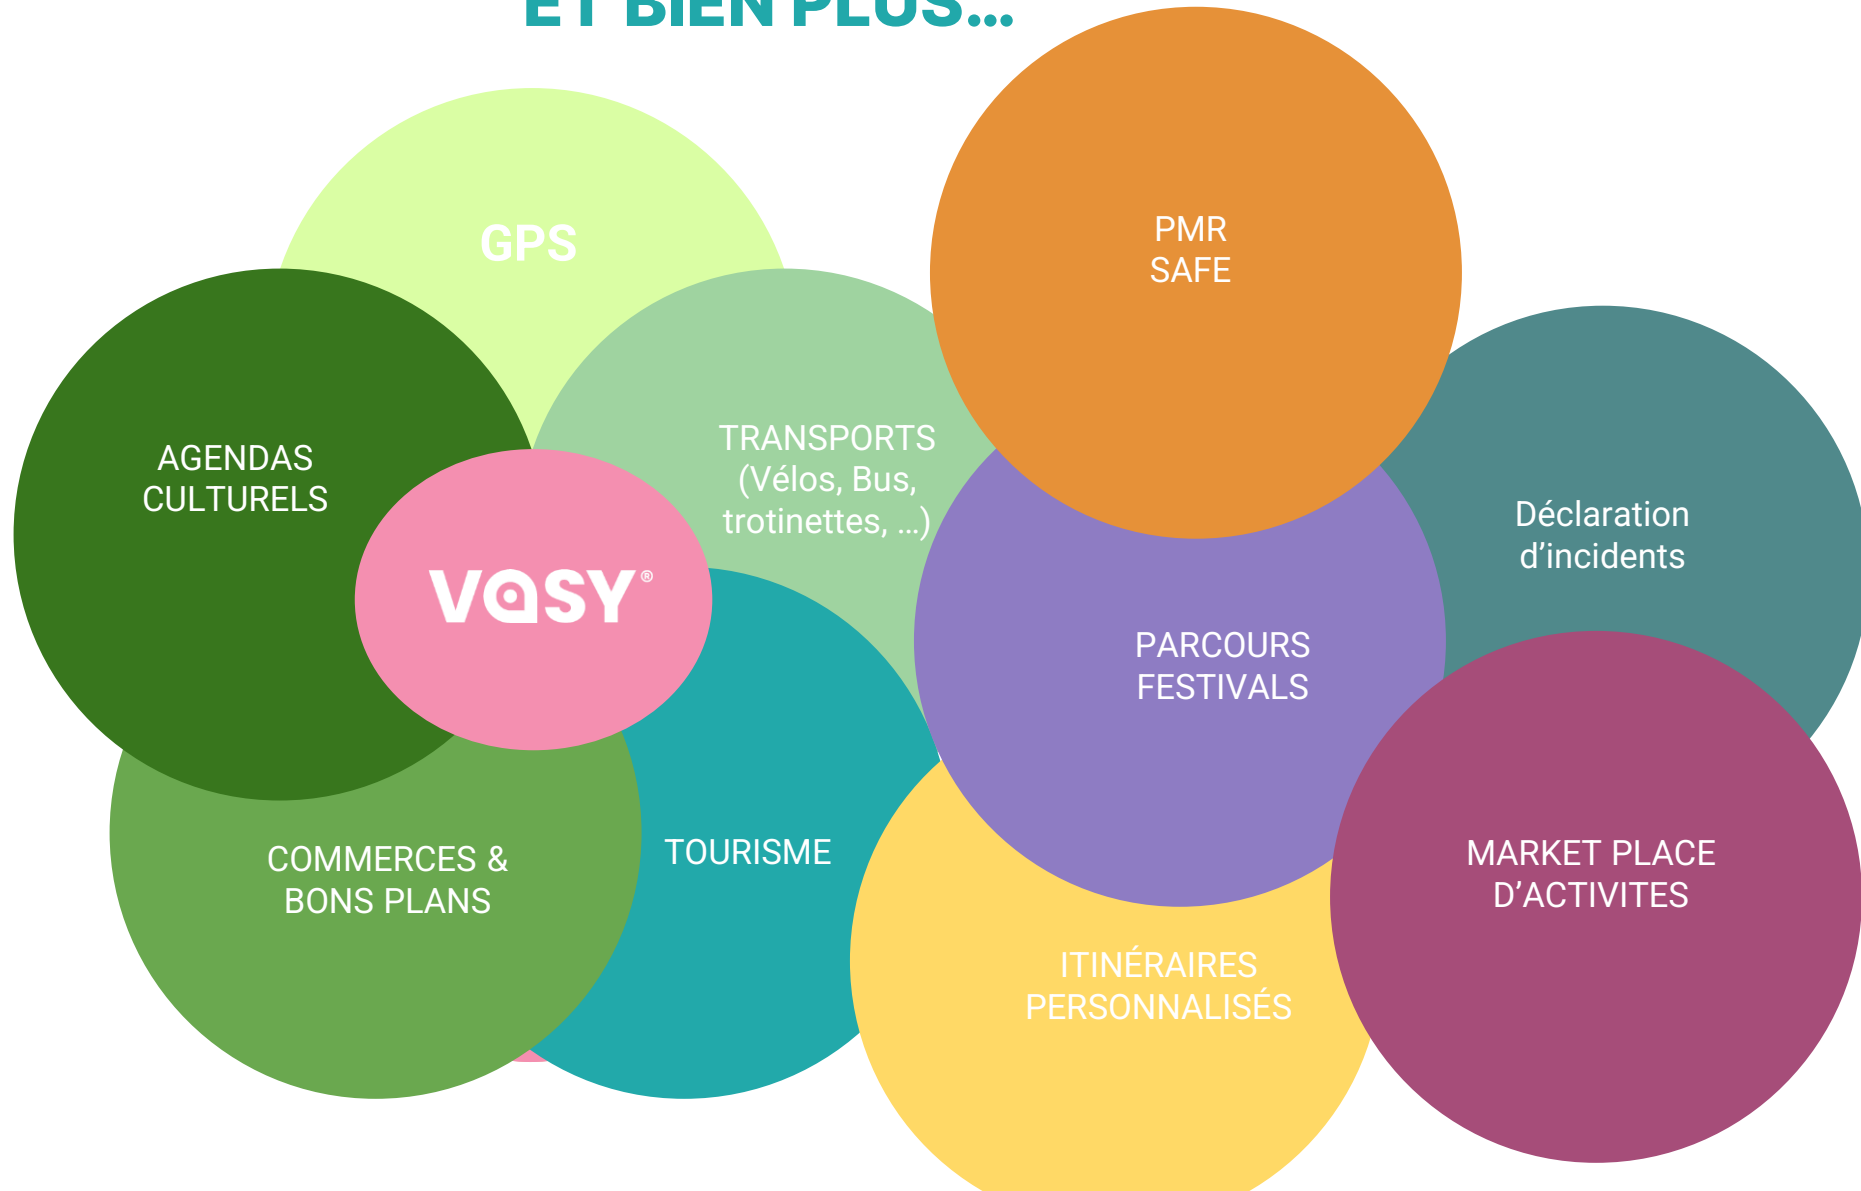 ET BIEN PLUS...
GPS
PMR
SAFE
AGENDAS
CULTURELS
TRANSPORTS
(Vélos, Bus,
trotinettes, ...)
Déclaration
d’incidents
VaSY®
PARCOURS
FESTIVALS
COMMERCES &
BONS PLANS
TOURISME
MARKET PLACE
D’ACTIVITES
ITINÉRAIRES
PERSONNALISÉS